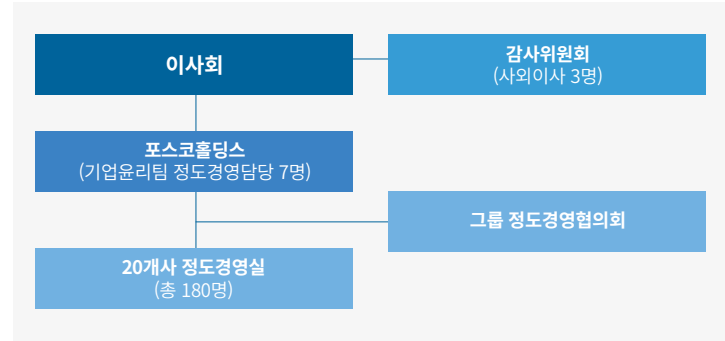 이사회
감사위원회
(사외이사 3명)
포스코홀딩스
(기업윤리팀 정도경영담당 7명)
그룹 정도경영협의회
20개사 정도경영실
(총 180명)